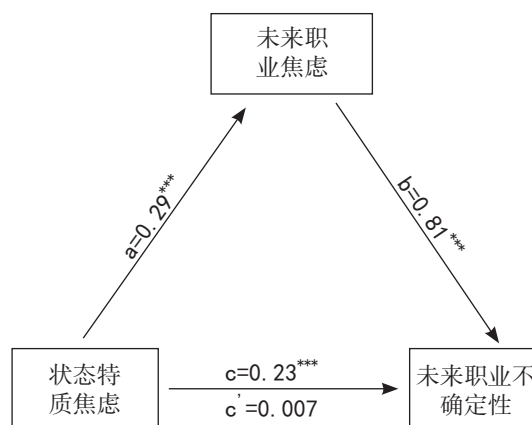 未来职
业焦虑
a=0.29***
b=0.81***
状态特
质焦虑
c=0.23***
c'=0.007
未来职业不
确定性